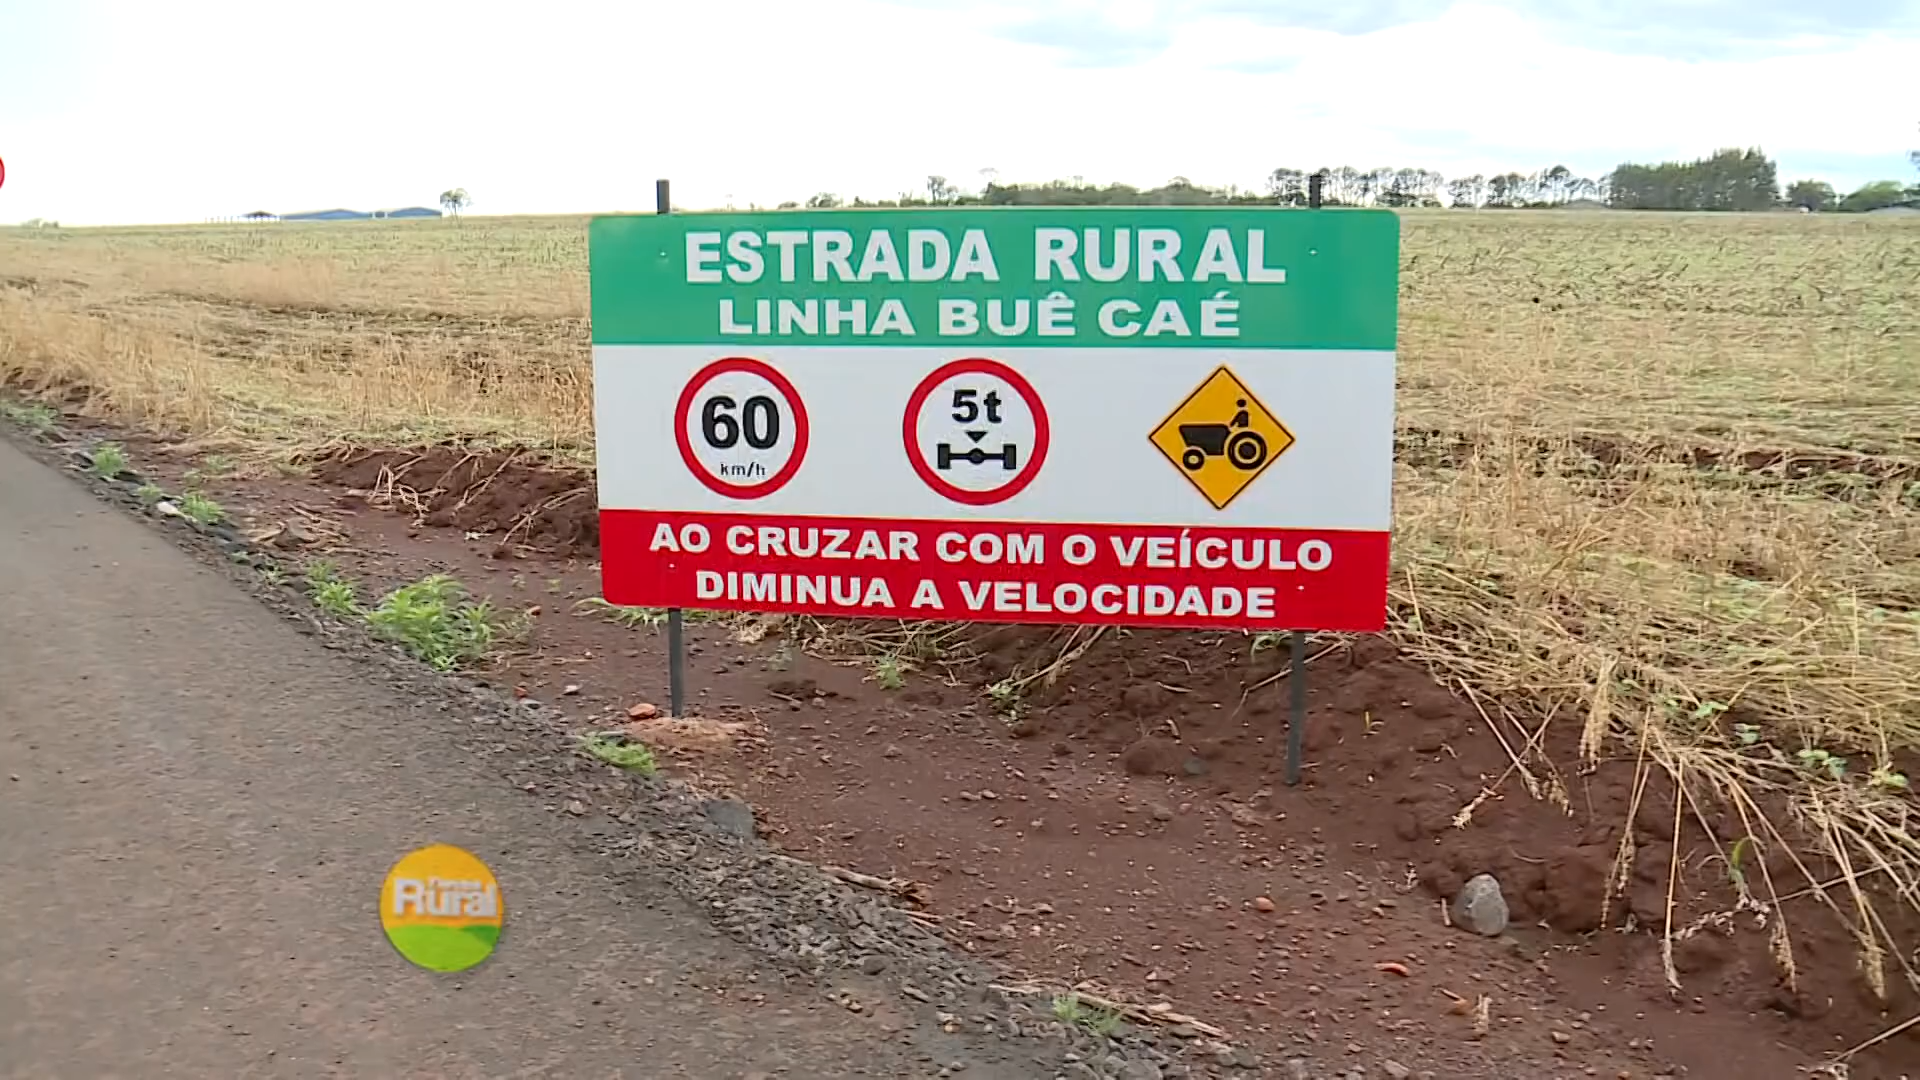 ESTRADA RURAL
LINHA BUÊ CAÉ
60
km/h
5t
AO CRUZAR COM O VEÍCULO
DIMINUA A VELOCIDADE
Rural